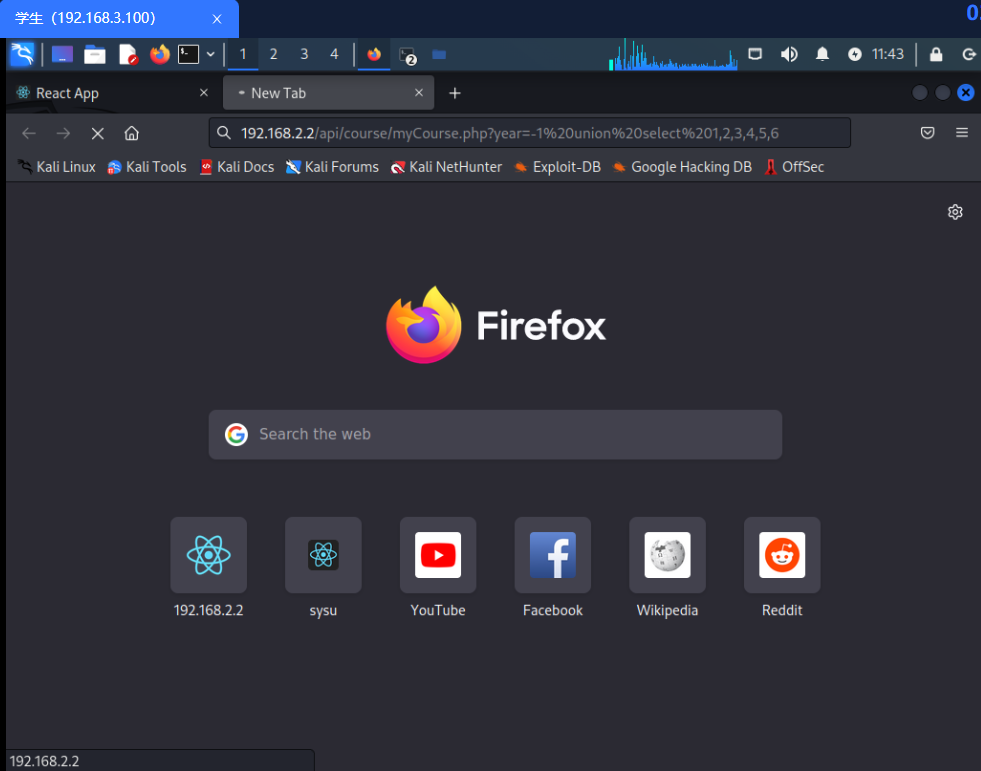 学生（192.168.3.100） ×
0
1 2 3 4 2 11:43
React App × New Tab × +
192.168.2.2/api/course/myCourse.php?year=-1%20union%20select%201,2,3,4,5,6
Kali Linux Kali Tools Kali Docs Kali Forums Kali NetHunter Exploit-DB Google Hacking DB OffSec
Firefox
Search the web
192.168.2.2 sysu YouTube Facebook Wikipedia Reddit
192.168.2.2